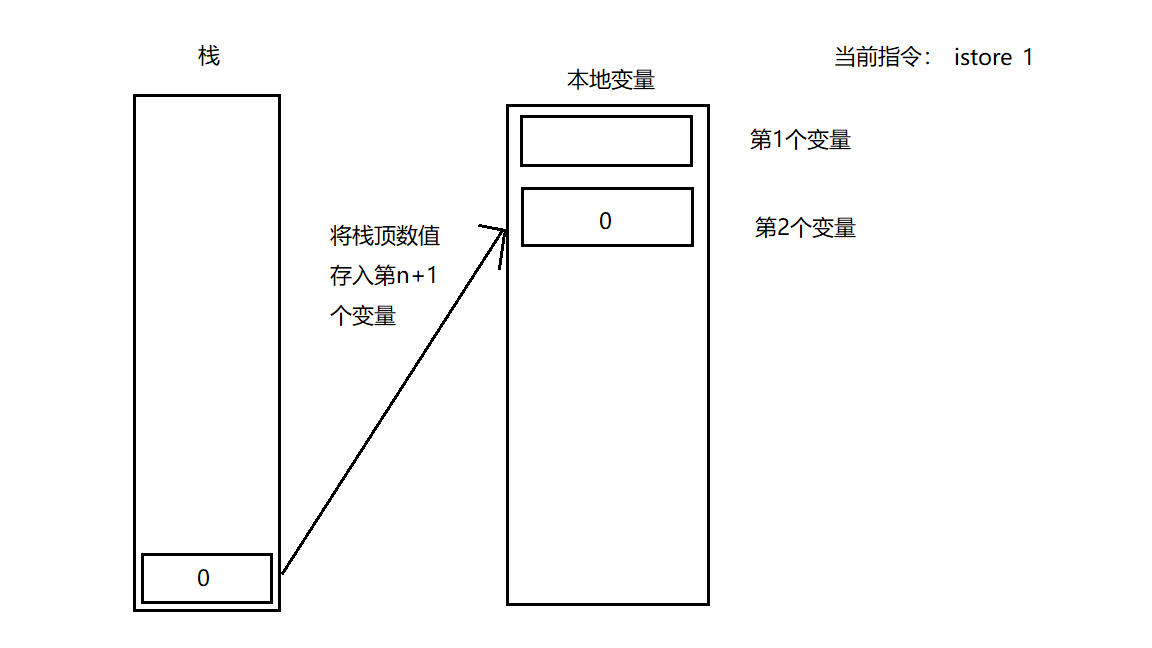 栈
当前指令： istore 1
本地变量
第1个变量
0
第2个变量
将栈顶数值
存入第n+1
个变量
0